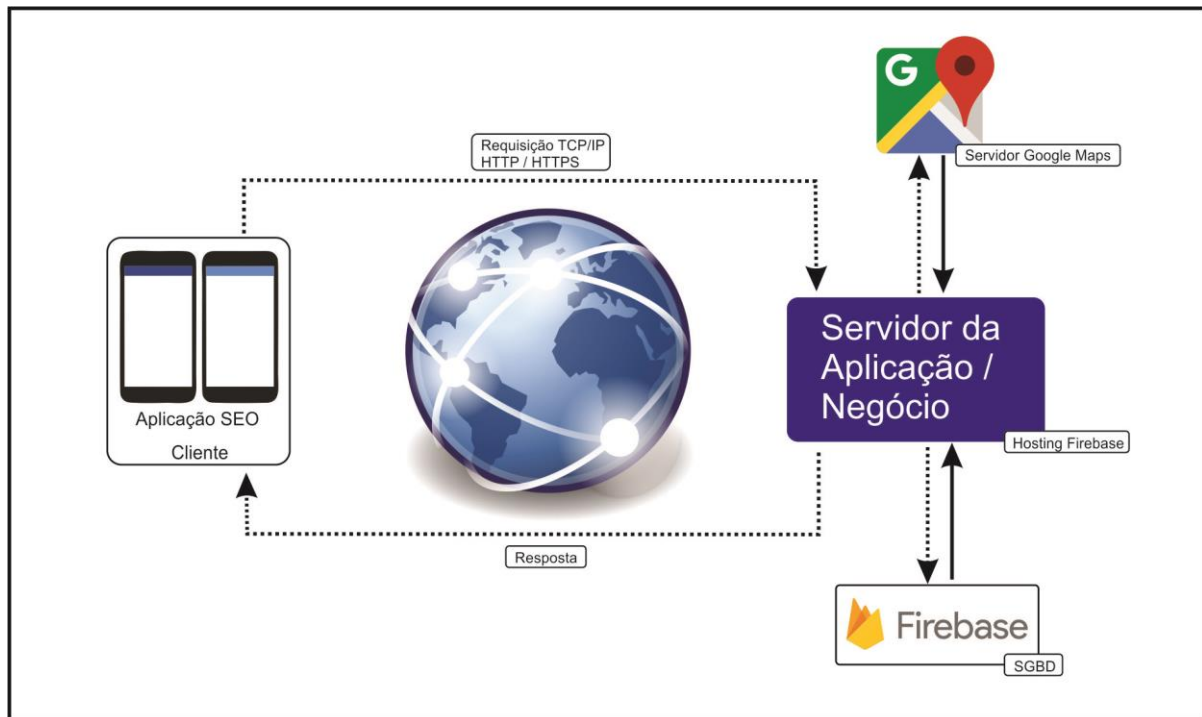 G
Servidor Google Maps
Requisição TCP/IP
HTTP / HTTPS
Aplicação SEO
Cliente
Servidor da
Aplicação /
Negócio
Hosting Firebase
Resposta
Firebase
SGBD